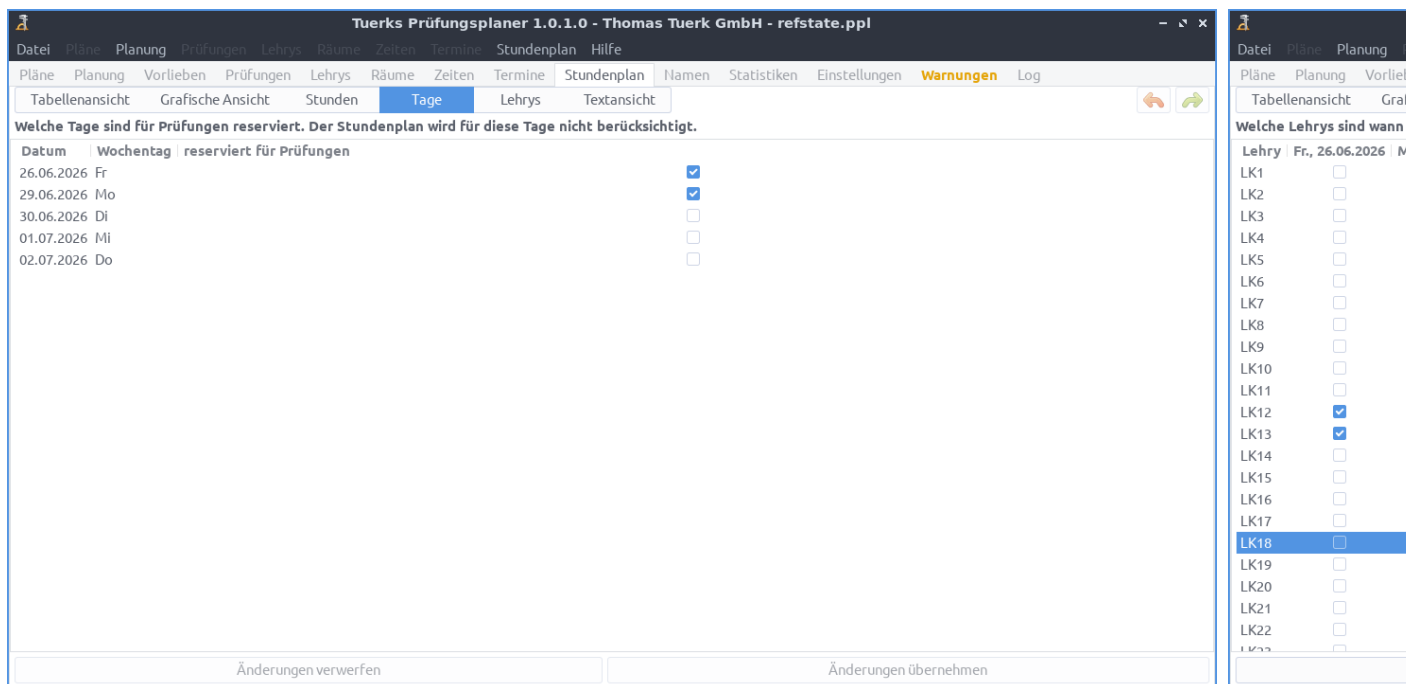 Tuerks Prüfungsplaner 1.0.1.0 - Thomas Tuerk GmbH - refstate.ppl
Datei Pläne Planung Prüfungen Lehrys Räume Zeiten Termine Stundenplan Hilfe
Pläne Planung Vorlieben Prüfungen Lehrys Räume Zeiten Termine Stundenplan Namen Statistiken Einstellungen Warnungen Log
Tabellenansicht Grafische Ansicht Stunden Tage Lehrys Textansicht
Welche Tage sind für Prüfungen reserviert. Der Stundenplan wird für diese Tage nicht berücksichtigt.
Datum Wochentag reserviert für Prüfungen
26.06.2026 Fr
29.06.2026 Mo
30.06.2026 Di
01.07.2026 Mi
02.07.2026 Do
Änderungen verwerfen Änderungen übernehmen
Datei Pläne Planung
Pläne Planung Vorlie
Tabellenansicht Gra
Welche Lehrys sind wann
Lehry Fr., 26.06.2026 M
LK1
LK2
LK3
LK4
LK5
LK6
LK7
LK8
LK9
LK10
LK11
LK12
LK13
LK14
LK15
LK16
LK17
LK18
LK19
LK20
LK21
LK22